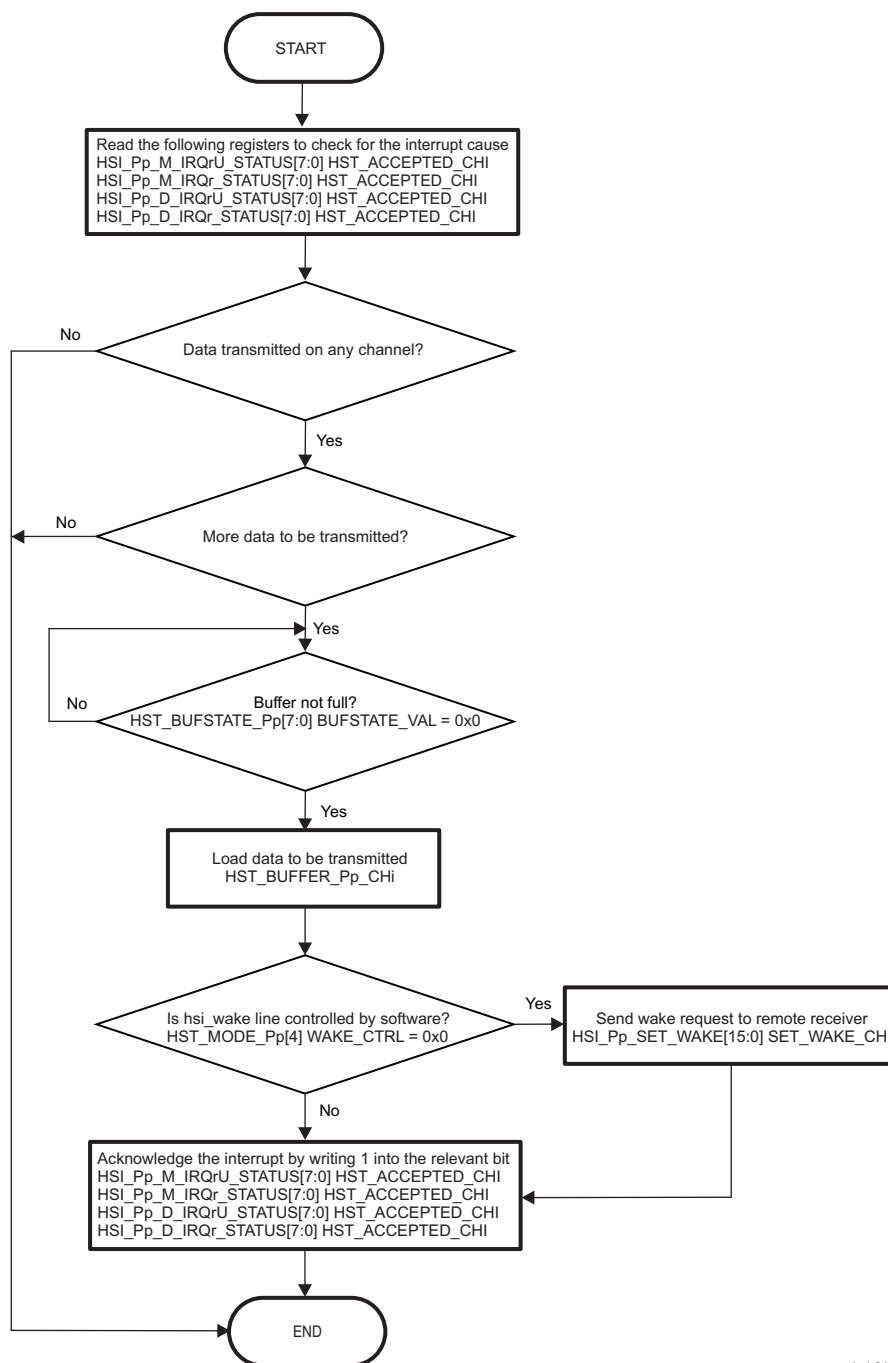 START
Read the following registers to check for the interrupt cause
HSI_Pp_M_IRQrU_STATUS[7:0] HST_ACCEPTED_CHI
HSI_Pp_M_IRQr_STATUS[7:0] HST_ACCEPTED_CHI
HSI_Pp_D_IRQrU_STATUS[7:0] HST_ACCEPTED_CHI
HSI_Pp_D_IRQr_STATUS[7:0] HST_ACCEPTED_CHI
No
Data transmitted on any channel?
Yes
No
More data to be transmitted?
Yes
No
Buffer not full?
HST_BUFSTATE_Pp[7:0] BUFSTATE_VAL = 0x0
Yes
Load data to be transmitted
HST_BUFFER_Pp_CHi
Is hsi_wake line controlled by software?
HST_MODE_Pp[4] WAKE_CTRL = 0x0
Yes
Send wake request to remote receiver
HSI_Pp_SET_WAKE[15:0] SET_WAKE_CH
No
Acknowledge the interrupt by writing 1 into the relevant bit
HSI_Pp_M_IRQrU_STATUS[7:0] HST_ACCEPTED_CHI
HSI_Pp_M_IRQr_STATUS[7:0] HST_ACCEPTED_CHI
HSI_Pp_D_IRQrU_STATUS[7:0] HST_ACCEPTED_CHI
HSI_Pp_D_IRQr_STATUS[7:0] HST_ACCEPTED_CHI
END